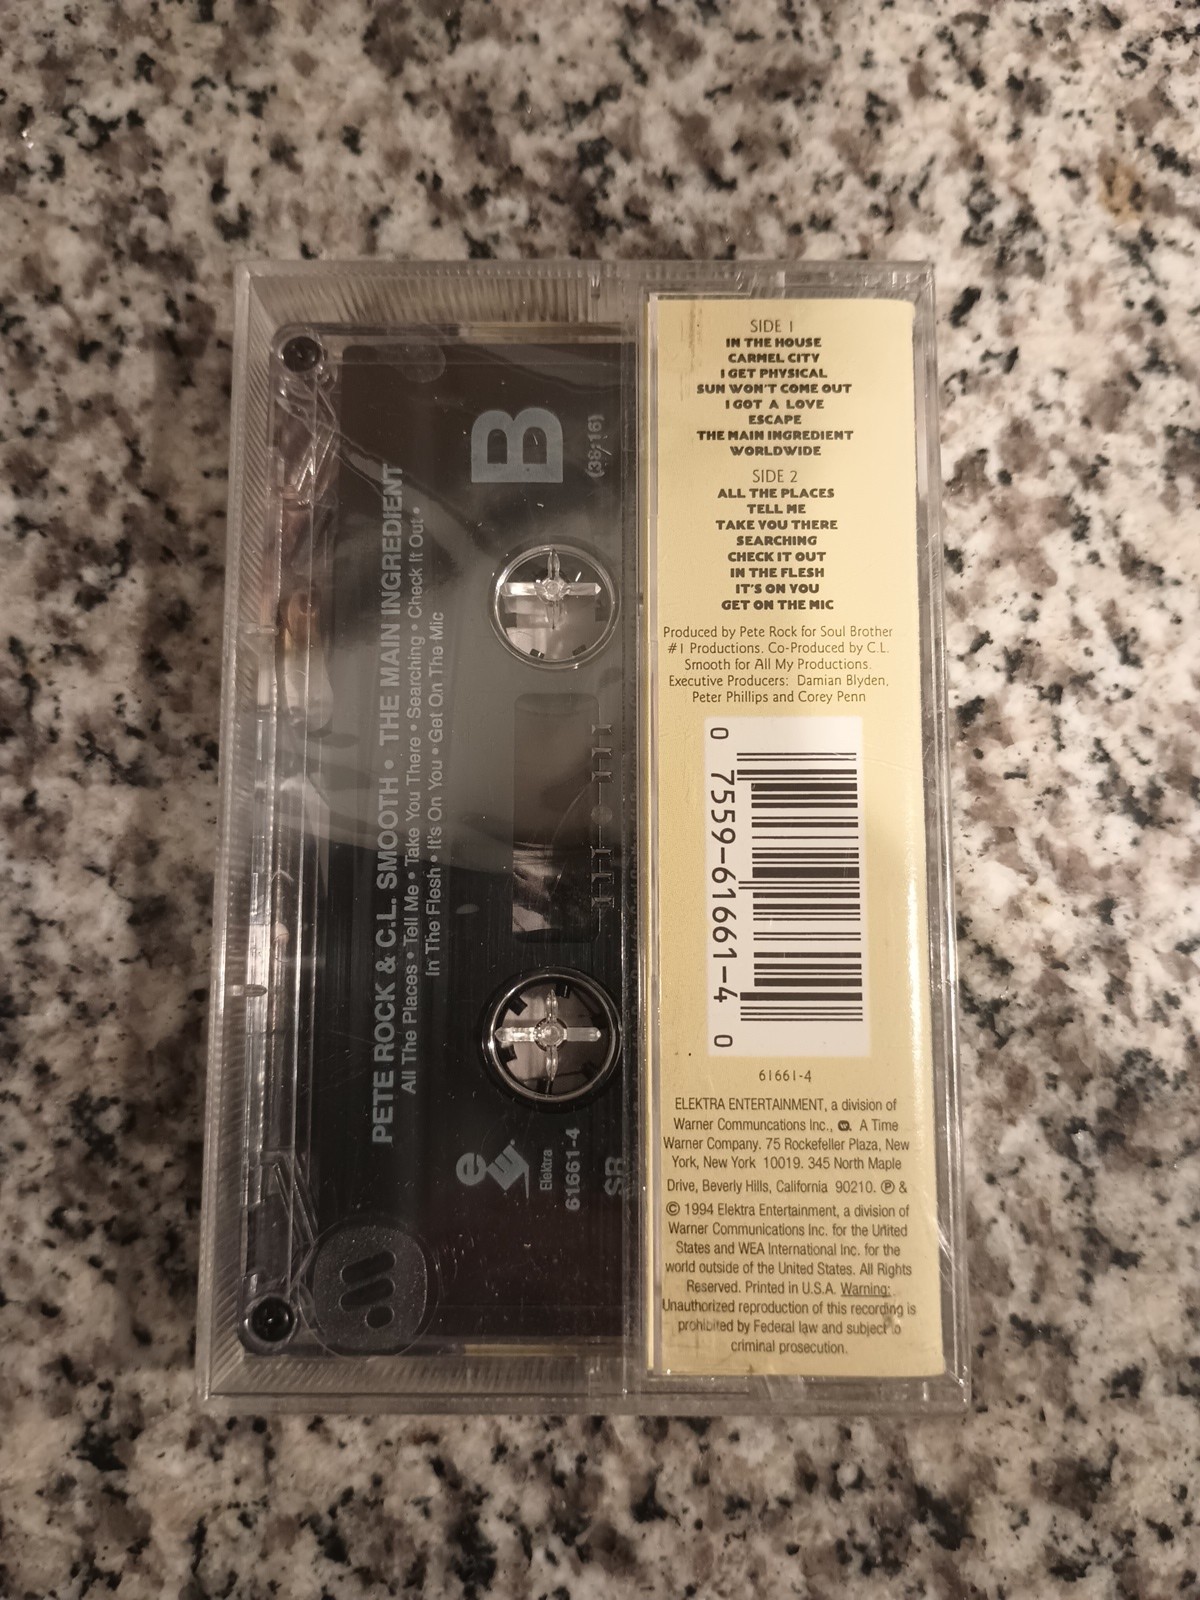 B
(38:16)
PETE ROCK & C.L. SMOOTH • THE MAIN INGREDIENT
All The Places • Tell Me • Take You There • Searching • Check It Out •
In The Flesh • It's On You • Get On The Mic
e
Elektra
61661-4
SR
SIDE 1
IN THE HOUSE
CARMEL CITY
I GET PHYSICAL
SUN WON'T COME OUT
I GOT A LOVE
ESCAPE
THE MAIN INGREDIENT
WORLDWIDE
SIDE 2
ALL THE PLACES
TELL ME
TAKE YOU THERE
SEARCHING
CHECK IT OUT
IN THE FLESH
IT'S ON YOU
GET ON THE MIC
Produced by Pete Rock for Soul Brother
#1 Productions. Co-Produced by C.L.
Smooth for All My Productions.
Executive Producers: Damian Blyden,
Peter Phillips and Corey Penn
0 7559-61661-4 0
61661-4
ELEKTRA ENTERTAINMENT, a division of
Warner Communcations Inc., A Time
Warner Company. 75 Rockefeller Plaza, New
York, New York 10019. 345 North Maple
Drive, Beverly Hills, California 90210. ℗ &
© 1994 Elektra Entertainment, a division of
Warner Communications Inc. for the United
States and WEA International Inc. for the
world outside of the United States. All Rights
Reserved. Printed in U.S.A. Warning:
Unauthorized reproduction of this recording is
prohibited by Federal law and subject to
criminal prosecution.